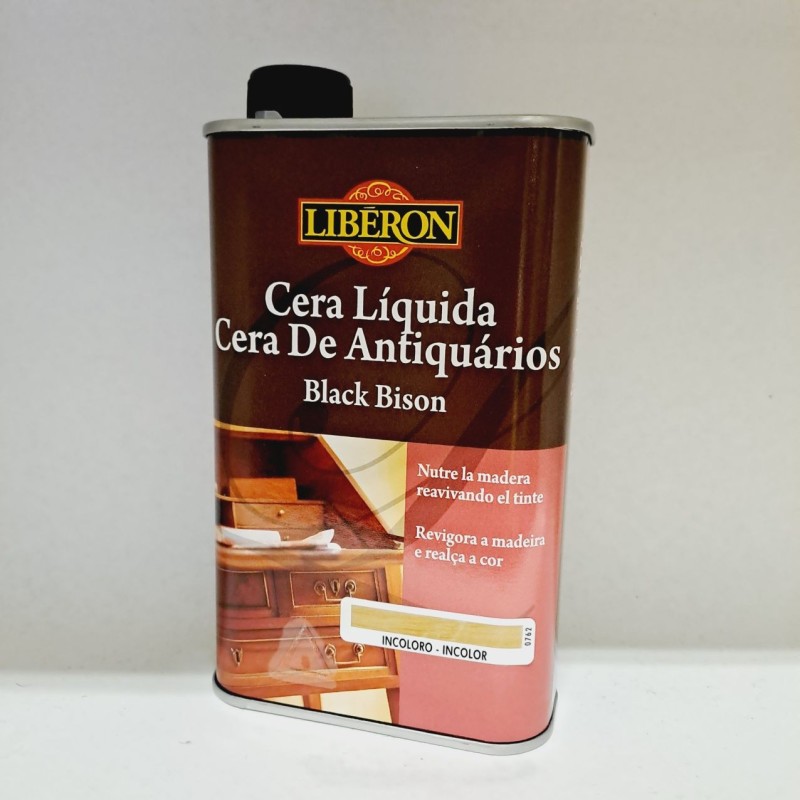 LIBÉRON
Cera Líquida
Cera De Antiquários
Black Bison
Nutre la madera
reavivando el tinte
Revigora a madeira
e realça a cor
INCOLORO - INCOLOR
0762